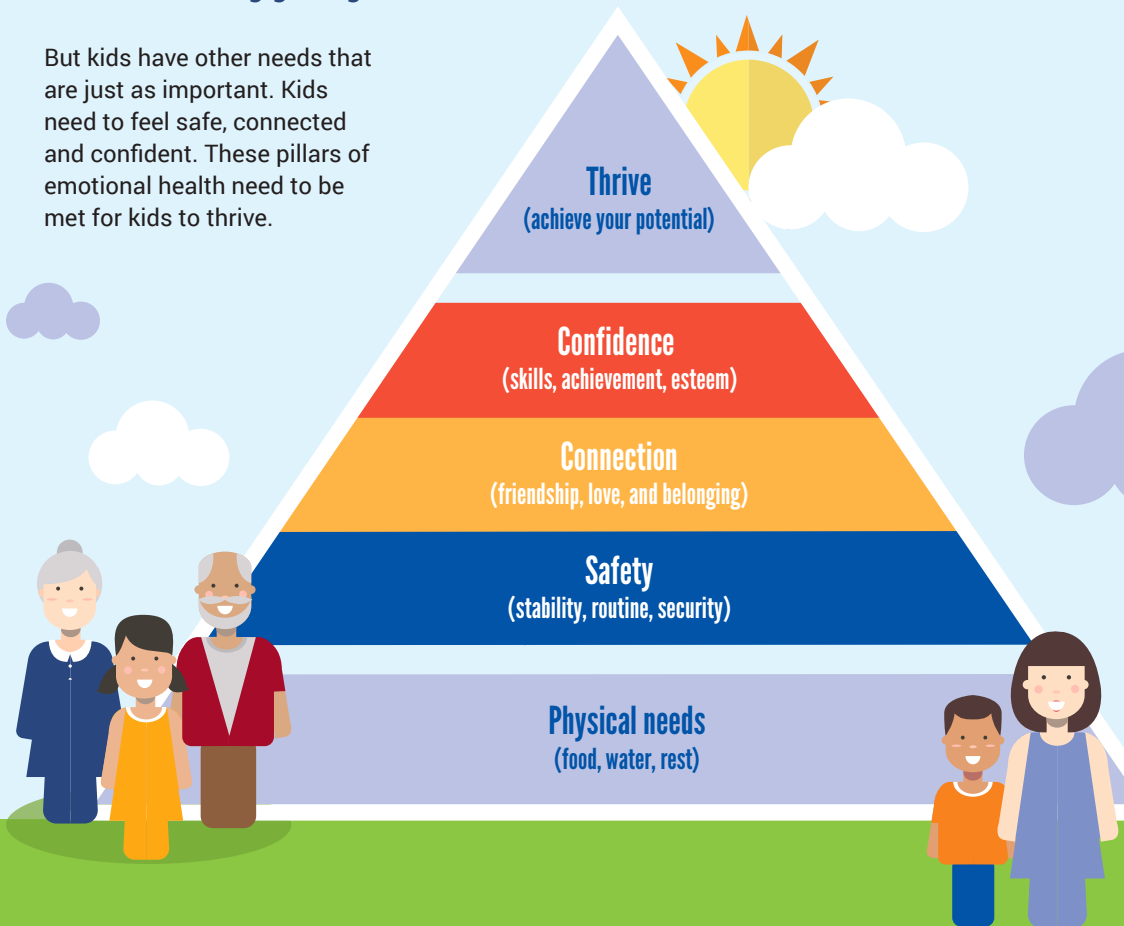 But kids have other needs that
are just as important. Kids
need to feel safe, connected
and confident. These pillars of
emotional health need to be
met for kids to thrive.
Thrive
(achieve your potential)
Confidence
(skills, achievement, esteem)
Connection
(friendship, love, and belonging)
Safety
(stability, routine, security)
Physical needs
(food, water, rest)